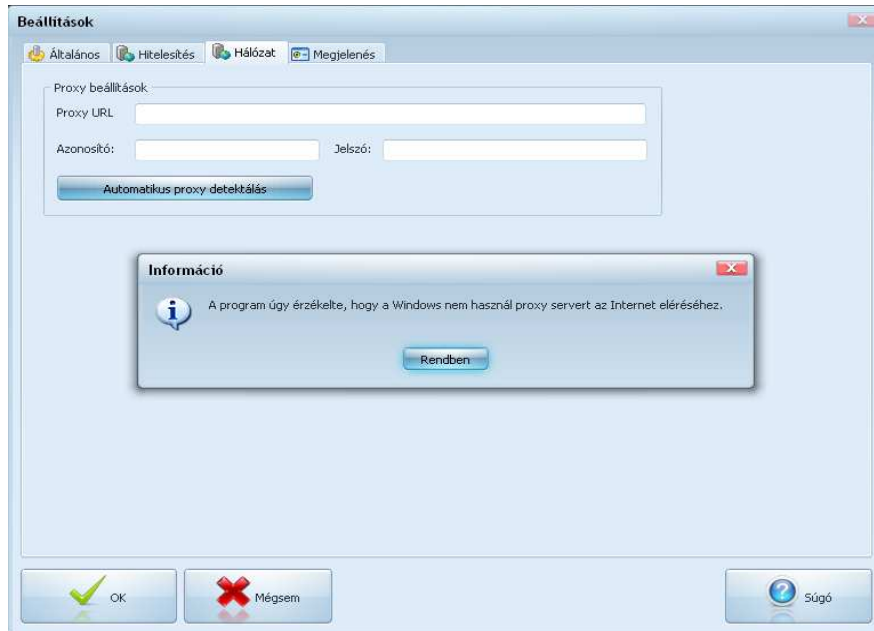 Beállítások
Általános Hitelesítés Hálózat Megjelenés
Proxy beállítások
Proxy URL
Azonosító: Jelszó:
Automatikus proxy detektálás
Információ
A program úgy érzékelte, hogy a Windows nem használ proxy servert az Internet eléréséhez.
Rendben
OK Mégsem Súgó